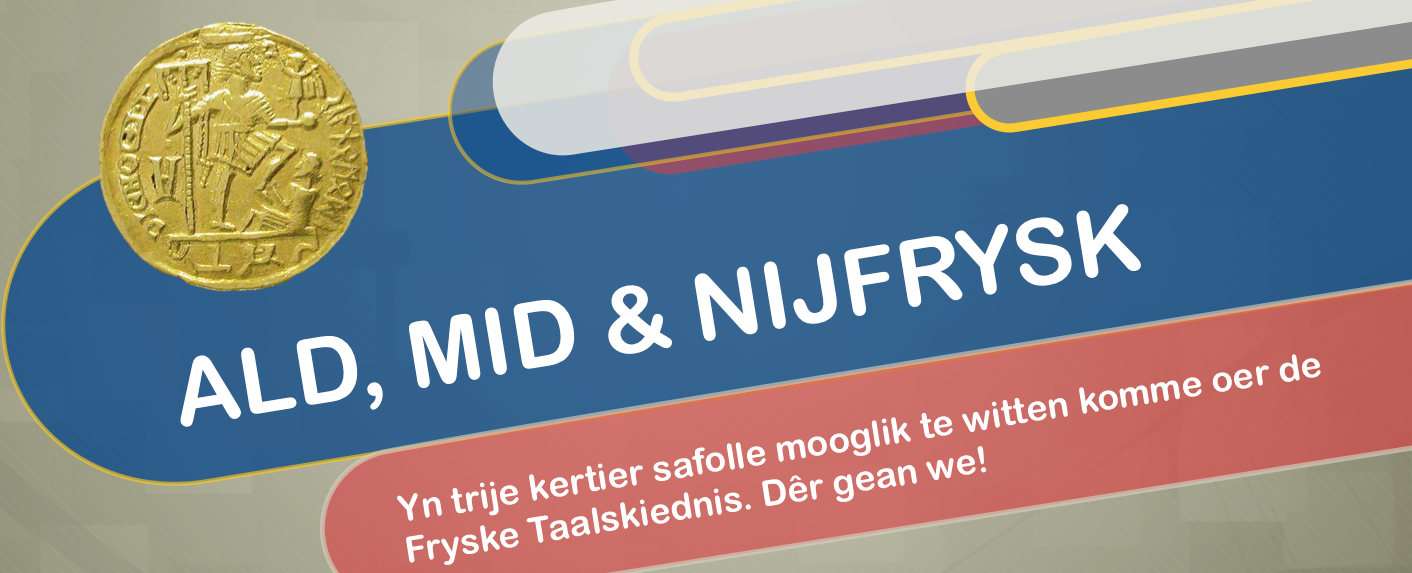 ALD, MID & NIJFRYSK
Yn trije kertier safolle mooglik te witten komme oer de
Fryske Taalskiednis. Dêr gean we!